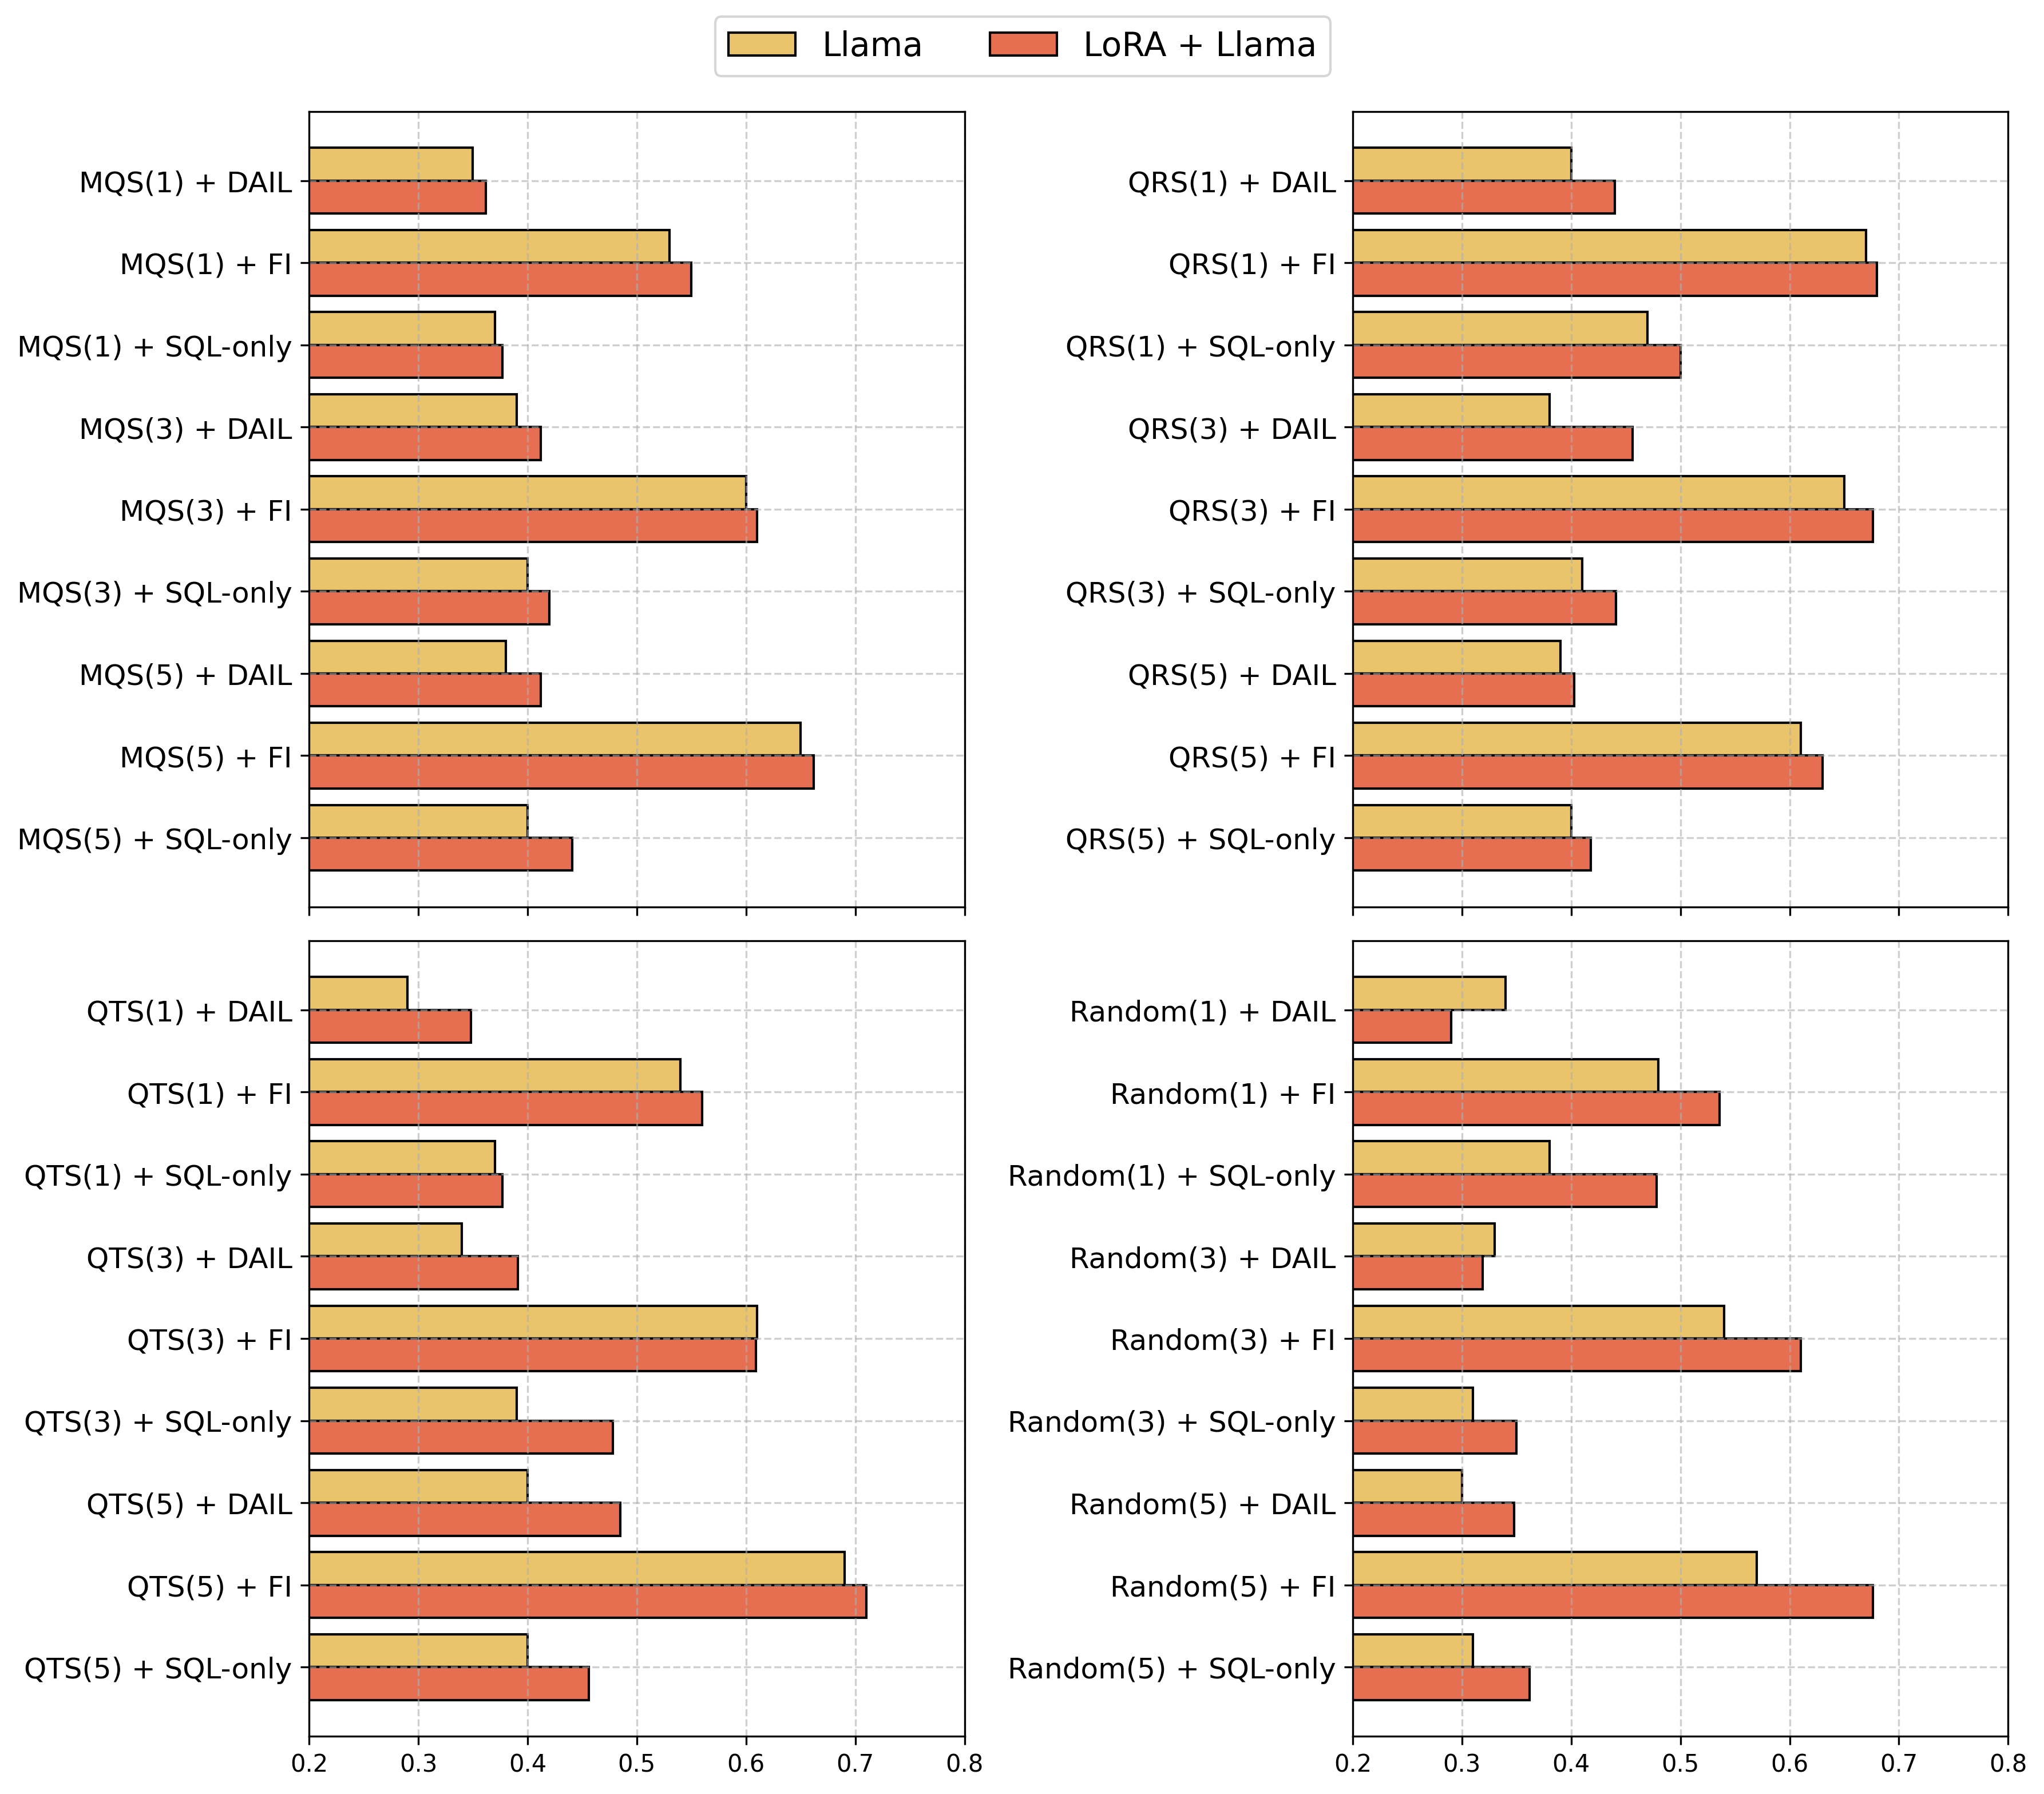 Llama LoRA + Llama
MQS(1) + DAIL
MQS(1) + FI
MQS(1) + SQL-only
MQS(3) + DAIL
MQS(3) + FI
MQS(3) + SQL-only
MQS(5) + DAIL
MQS(5) + FI
MQS(5) + SQL-only
QRS(1) + DAIL
QRS(1) + FI
QRS(1) + SQL-only
QRS(3) + DAIL
QRS(3) + FI
QRS(3) + SQL-only
QRS(5) + DAIL
QRS(5) + FI
QRS(5) + SQL-only
QTS(1) + DAIL
QTS(1) + FI
QTS(1) + SQL-only
QTS(3) + DAIL
QTS(3) + FI
QTS(3) + SQL-only
QTS(5) + DAIL
QTS(5) + FI
QTS(5) + SQL-only
0.2 0.3 0.4 0.5 0.6 0.7 0.8
Random(1) + DAIL
Random(1) + FI
Random(1) + SQL-only
Random(3) + DAIL
Random(3) + FI
Random(3) + SQL-only
Random(5) + DAIL
Random(5) + FI
Random(5) + SQL-only
0.2 0.3 0.4 0.5 0.6 0.7 0.8